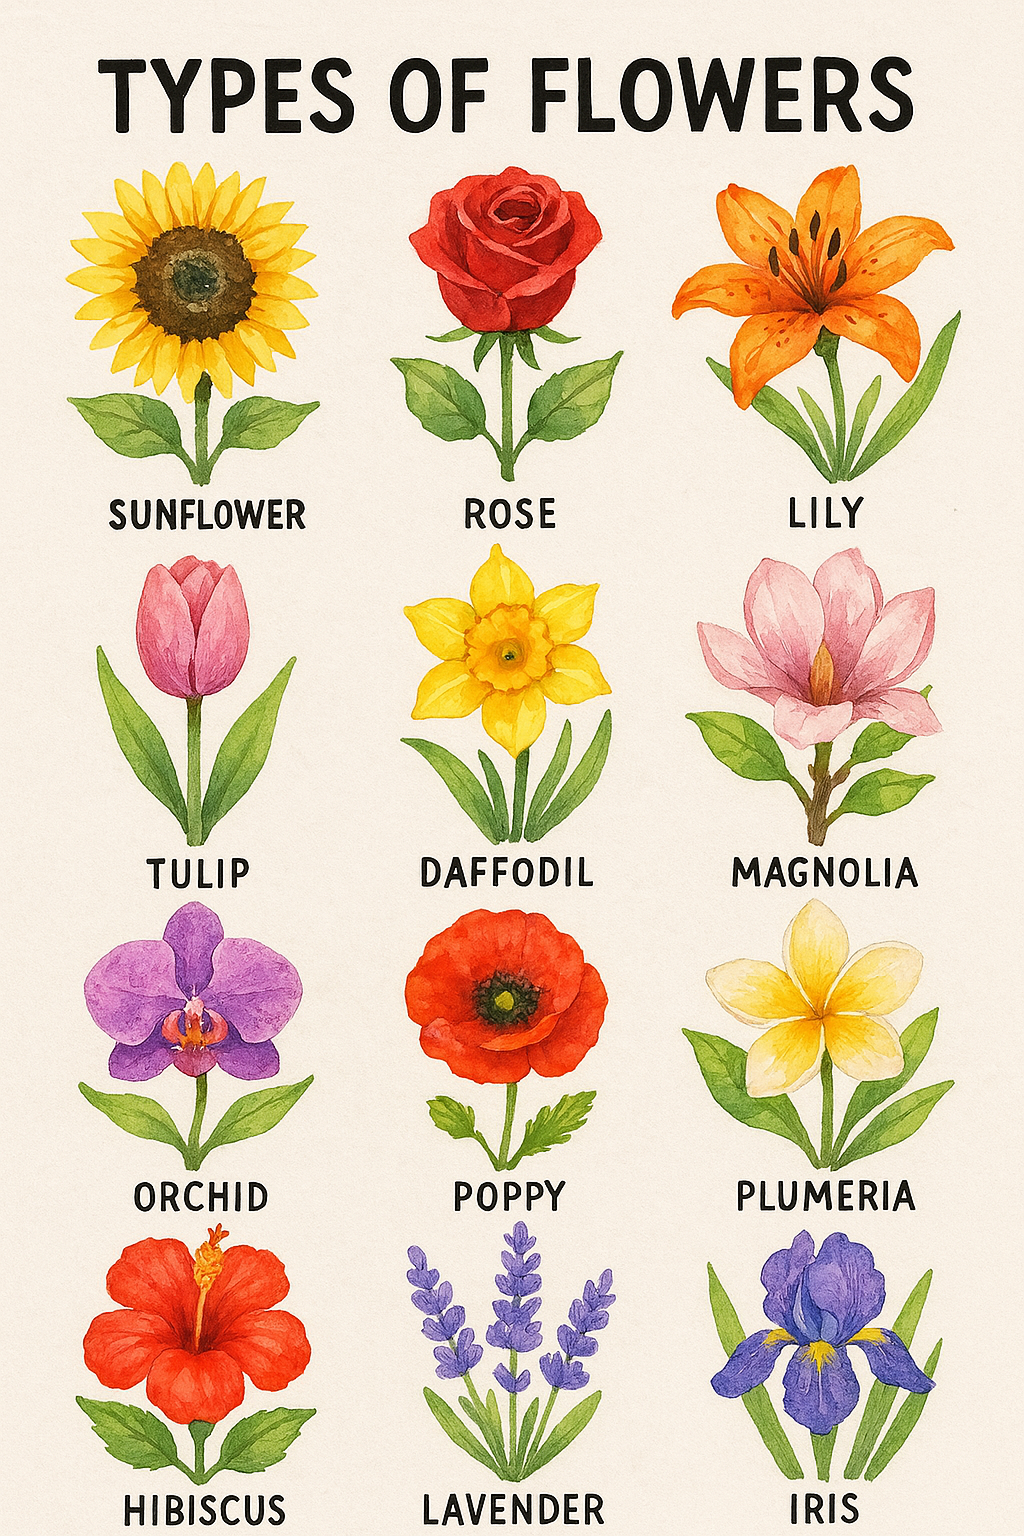 TYPES OF FLOWERS
SUNFLOWER
ROSE
LILY
TULIP
DAFFODIL
MAGNOLIA
ORCHID
POPPY
PLUMERIA
HIBISCUS
LAVENDER
IRIS